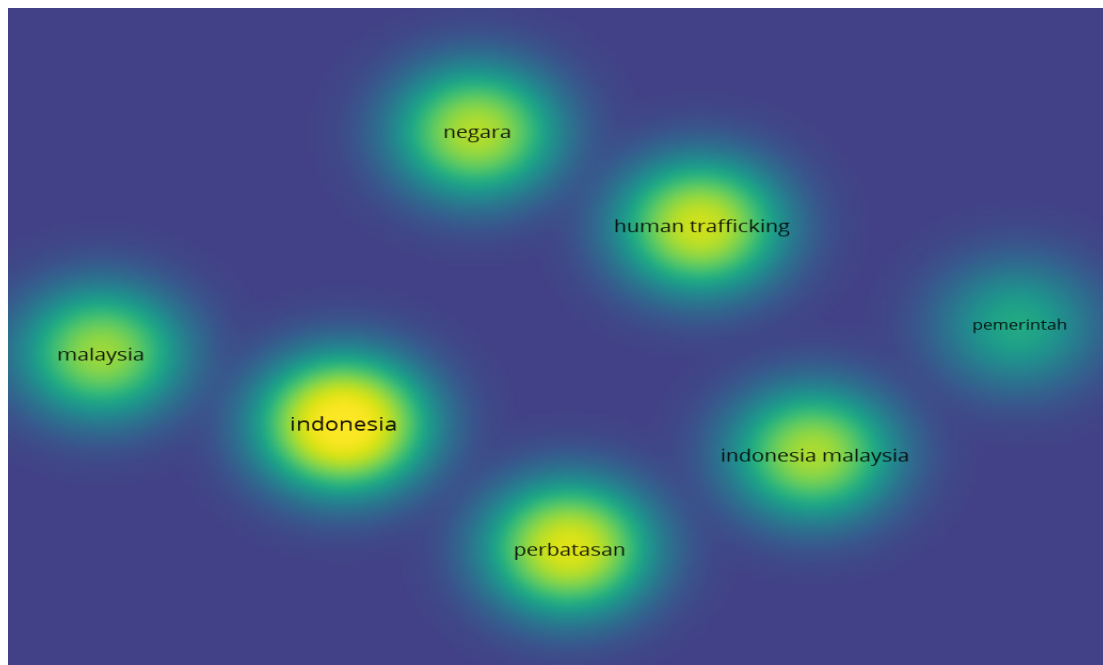 negara
human trafficking
pemerintah
malaysia
indonesia
indonesia malaysia
perbatasan